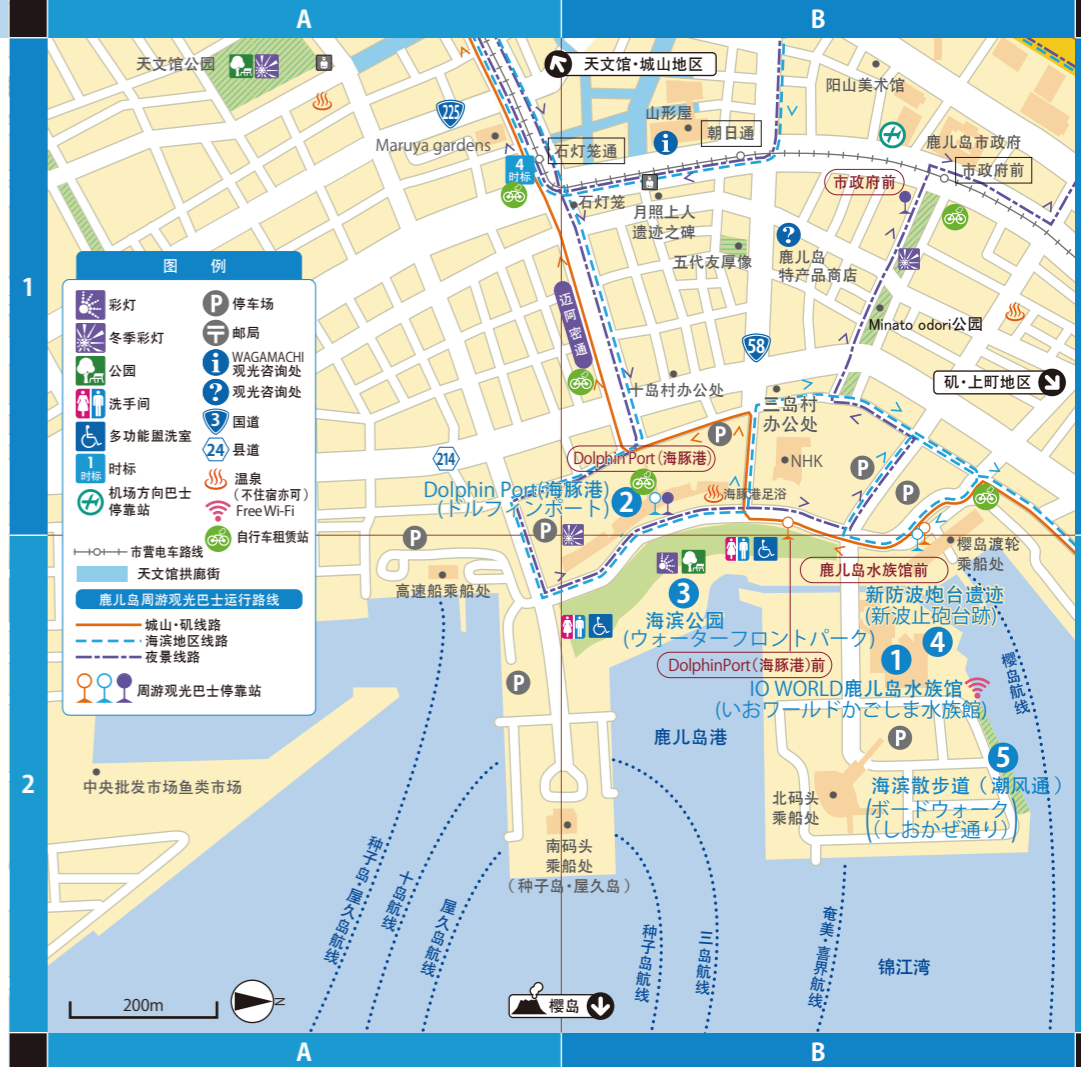 A
B
天文馆公园
天文馆·城山地区
阳山美术馆
225
山形屋
朝日通
Maruya gardens
石灯笼通
鹿儿岛市政府
市政府前
4
时标
市政府前
石灯笼
月照上人
遗迹之碑
五代友厚像
鹿儿岛
特产品商店
1
迈阿密通
Minato odori公园
58
矶·上町地区
十岛村办公处
三岛村
办公处
NHK
DolphinPort(海豚港)
214
Dolphin Port(海豚港)
(ドルフィンポート)
2
海豚港足浴
图 例
彩灯
冬季彩灯
公园
洗手间
多功能盥洗室
1
时标
时标
机场方向巴士
停靠站
P
停车场
邮局
WAGAMACHI
观光咨询处
观光咨询处
3
国道
24
县道
温泉
(不住宿亦可)
Free Wi-Fi
自行车租赁站
市营电车路线
天文馆拱廊街
鹿儿岛周游观光巴士运行路线
城山·矶线路
海滨地区线路
夜景线路
周游观光巴士停靠站
P
P
P
P
P
P
P
高速船乘船处
3
海滨公园
(ウォーターフロントパーク)
鹿儿岛水族馆前
樱岛渡轮
乘船处
新防波炮台遗迹
(新波止砲台跡)
4
1
DolphinPort(海豚港)前
IO WORLD鹿儿岛水族馆
(いおワールドかごしま水族館)
樱岛航线
鹿儿岛港
2
5
海滨散步道（潮风通）
(ボードウォーク
(しおかぜ通り))
北码头
乘船处
中央批发市场鱼类市场
南码头
乘船处
(种子岛·屋久岛)
种子岛·屋久岛航线
十岛航线
屋久岛航线
种子岛航线
三岛航线
奄美·喜界航线
锦江湾
200m
N
樱岛
A
B